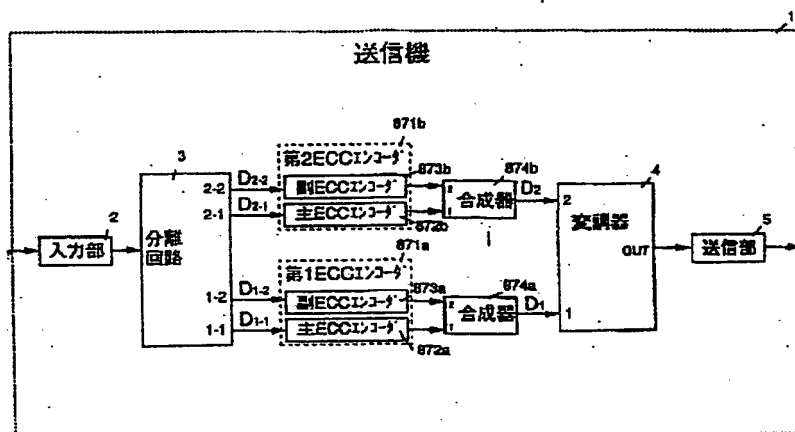 1
送信機
871b
3
第2ECCエンコーダ
873b
874b
4
2-2
D2-2
副ECCエンコーダ
2
D2
2
2-1
D2-1
主ECCエンコーダ
1
合成器
変調器
872b
2
入力部
分離
回路
OUT
5
送信部
871a
第1ECCエンコーダ
873a
874a
1-2
D1-2
副ECCエンコーダ
2
合成器
D1
1
1-1
D1-1
主ECCエンコーダ
1
872a